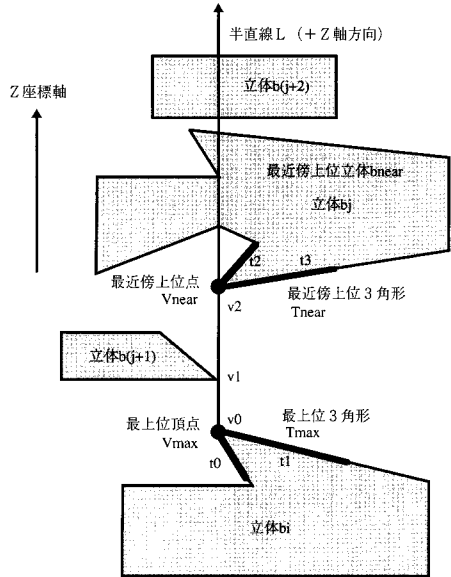 半直線L （＋Z軸方向）
Z座標軸
立体b(j+2)
最近傍上位立体bnear
立体bj
t2
t3
最近傍上位点
Vnear
v2
最近傍上位3角形
Tnear
立体b(j+1)
v1
最上位頂点
Vmax
v0
最上位3角形
Tmax
t0
t1
立体bi